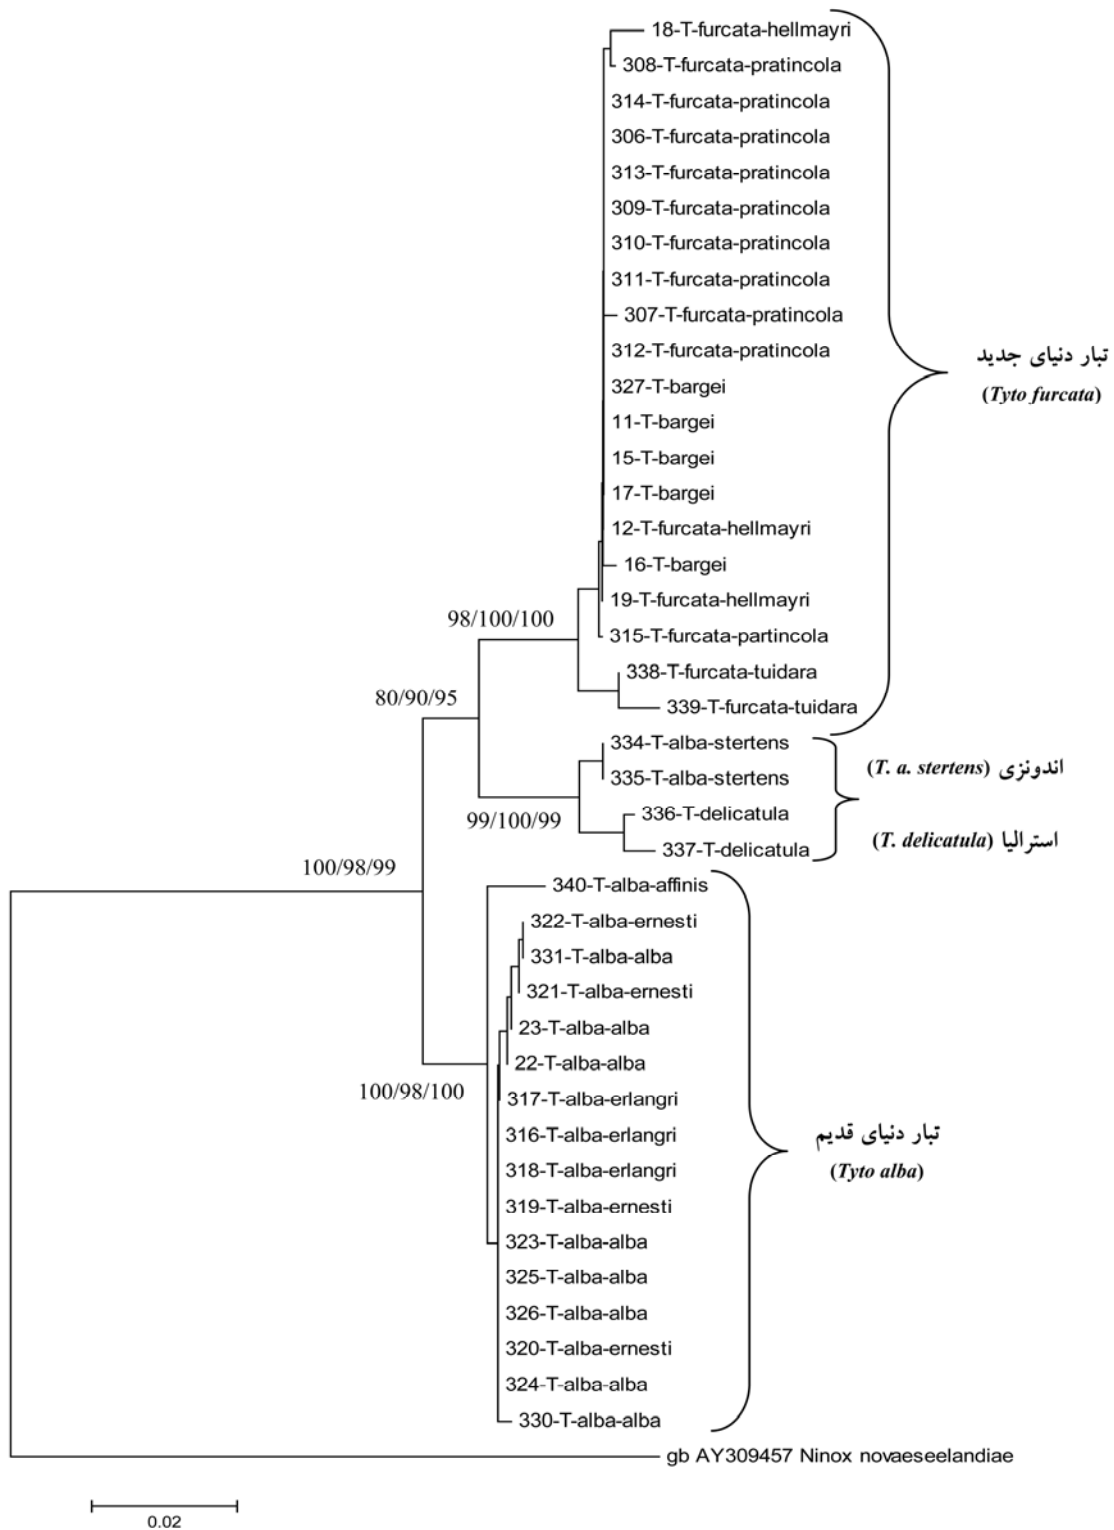 18-T-furcata-hellmayri
308-T-furcata-pratincola
314-T-furcata-pratincola
306-T-furcata-pratincola
313-T-furcata-pratincola
309-T-furcata-pratincola
310-T-furcata-pratincola
311-T-furcata-pratincola
307-T-furcata-pratincola
312-T-furcata-pratincola
327-T-bargei
11-T-bargei
15-T-bargei
17-T-bargei
12-T-furcata-hellmayri
16-T-bargei
19-T-furcata-hellmayri
315-T-furcata-partincola
338-T-furcata-tuidara
339-T-furcata-tuidara
تبار دنیای جدید
(Tyto furcata)
98/100/100
80/90/95
334-T-alba-stertens
335-T-alba-stertens
336-T-delicatula
337-T-delicatula
اندونزی (T. a. stertens)
استرالیا (T. delicatula)
99/100/99
100/98/99
340-T-alba-affinis
322-T-alba-ernesti
331-T-alba-alba
321-T-alba-ernesti
23-T-alba-alba
22-T-alba-alba
317-T-alba-erlangri
316-T-alba-erlangri
318-T-alba-erlangri
319-T-alba-ernesti
323-T-alba-alba
325-T-alba-alba
326-T-alba-alba
320-T-alba-ernesti
324-T-alba-alba
330-T-alba-alba
100/98/100
تبار دنیای قدیم
(Tyto alba)
gb AY309457 Ninox novaeseelandiae
0.02